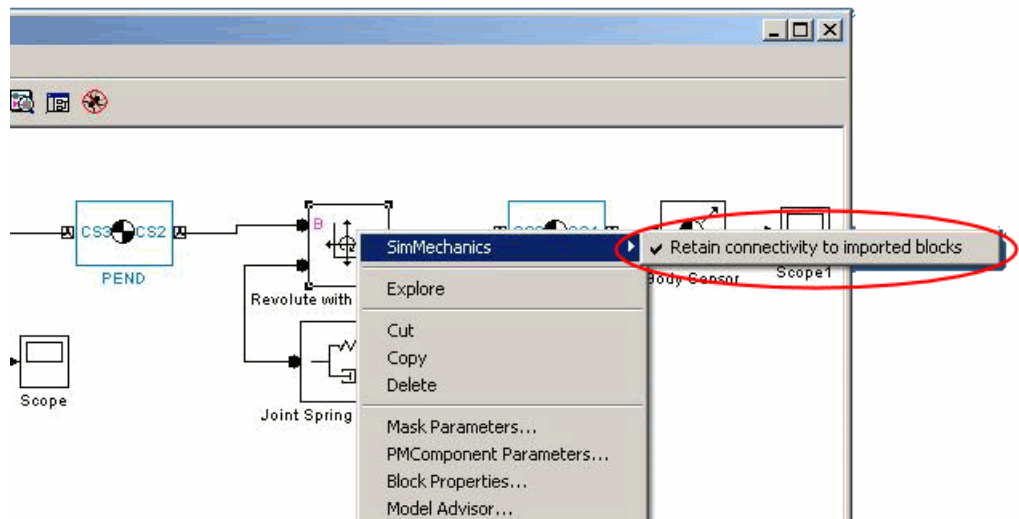 B
CS3 CS2
PEND
Revolute with
SimMechanics
Retain connectivity to imported blocks
Body Sensor
Scope1
Explore
Cut
Copy
Delete
Scope
Joint Spring
Mask Parameters...
PMComponent Parameters...
Block Properties...
Model Advisor...